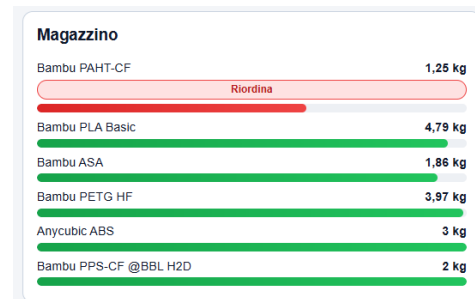 Magazzino
Bambu PAHT-CF 1,25 kg
Riordina
Bambu PLA Basic 4,79 kg
Bambu ASA 1,86 kg
Bambu PETG HF 3,97 kg
Anycubic ABS 3 kg
Bambu PPS-CF @BBL H2D 2 kg